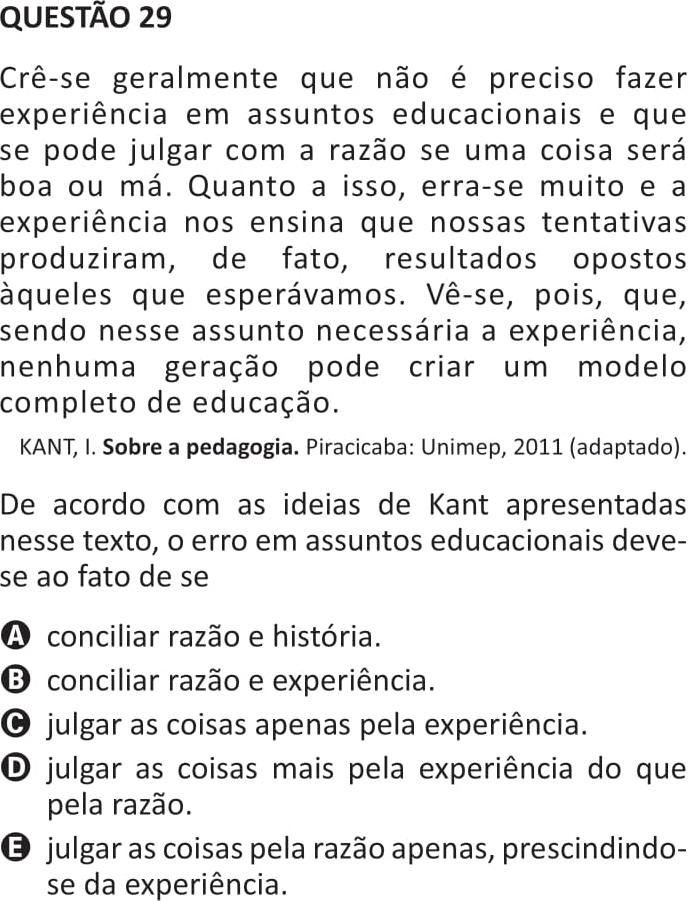 QUESTÃO 29
Crê-se geralmente que não é preciso fazer
experiência em assuntos educacionais e que
se pode julgar com a razão se uma coisa será
boa ou má. Quanto a isso, erra-se muito e a
experiência nos ensina que nossas tentativas
produziram, de fato, resultados opostos
àqueles que esperávamos. Vê-se, pois, que,
sendo nesse assunto necessária a experiência,
nenhuma geração pode criar um modelo
completo de educação.
KANT, I. Sobre a pedagogia. Piracicaba: Unimep, 2011 (adaptado).
De acordo com as ideias de Kant apresentadas
nesse texto, o erro em assuntos educacionais deve-
se ao fato de se
A conciliar razão e história.
B conciliar razão e experiência.
C julgar as coisas apenas pela experiência.
D julgar as coisas mais pela experiência do que
pela razão.
E julgar as coisas pela razão apenas, prescindindo-
se da experiência.